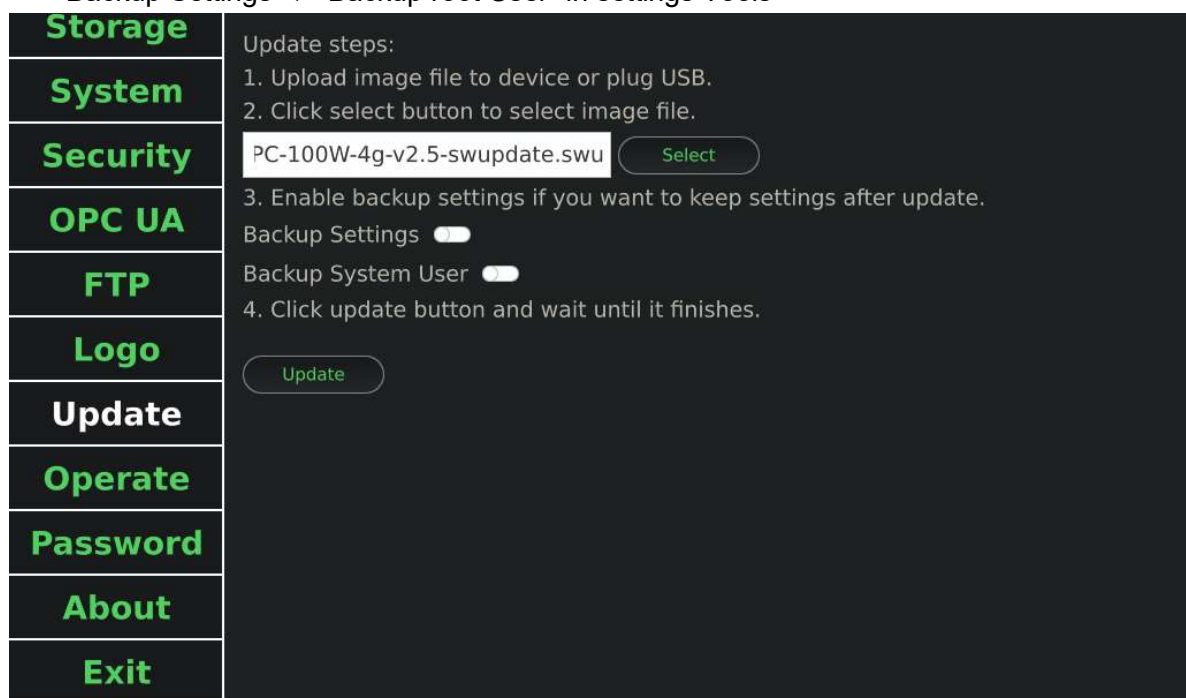 Storage
System
Security
OPC UA
FTP
Logo
Update
Operate
Password
About
Exit
Update steps:
1. Upload image file to device or plug USB.
2. Click select button to select image file.
PC-100W-4g-v2.5-swupdate.swu Select
3. Enable backup settings if you want to keep settings after update.
Backup Settings
Backup System User
4. Click update button and wait until it finishes.
Update